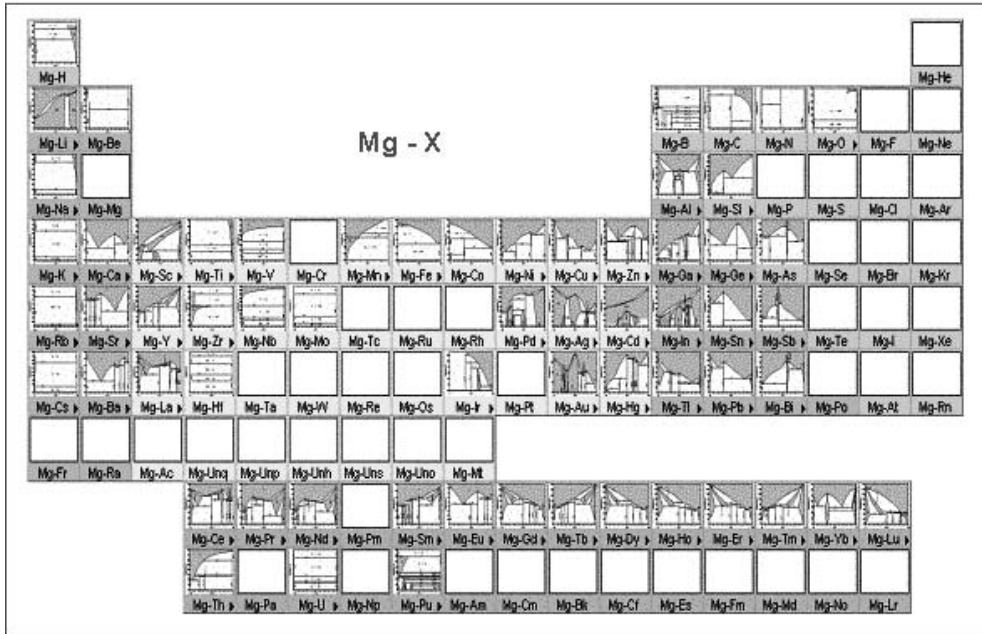 Mg-H Mg-He
Mg-Li Mg-Be Mg-B Mg-C Mg-N Mg-O Mg-F Mg-Ne
Mg - X
Mg-Na Mg-Mg Mg-Al Mg-Si Mg-P Mg-S Mg-Cl Mg-Ar
Mg-K Mg-Ca Mg-Sc Mg-Ti Mg-V Mg-Cr Mg-Mn Mg-Fe Mg-Co Mg-Ni Mg-Cu Mg-Zn Mg-Ga Mg-Ge Mg-As Mg-Se Mg-Br Mg-Kr
Mg-Rb Mg-Sr Mg-Y Mg-Zr Mg-Nb Mg-Mo Mg-Tc Mg-Ru Mg-Rh Mg-Pd Mg-Ag Mg-Cd Mg-In Mg-Sn Mg-Sb Mg-Te Mg-I Mg-Xe
Mg-Cs Mg-Ba Mg-La Mg-Hf Mg-Ta Mg-W Mg-Re Mg-Os Mg-Ir Mg-Pt Mg-Au Mg-Hg Mg-Tl Mg-Pb Mg-Bi Mg-Po Mg-At Mg-Rn
Mg-Fr Mg-Ra Mg-Ac Mg-Unq Mg-Unp Mg-Unh Mg-Uns Mg-Uno Mg-Mt
Mg-Ce Mg-Pr Mg-Nd Mg-Pm Mg-Sm Mg-Eu Mg-Gd Mg-Tb Mg-Dy Mg-Ho Mg-Er Mg-Tm Mg-Yb Mg-Lu
Mg-Th Mg-Pa Mg-U Mg-Np Mg-Pu Mg-Am Mg-Cm Mg-Bk Mg-Cf Mg-Es Mg-Fm Mg-Md Mg-No Mg-Lr